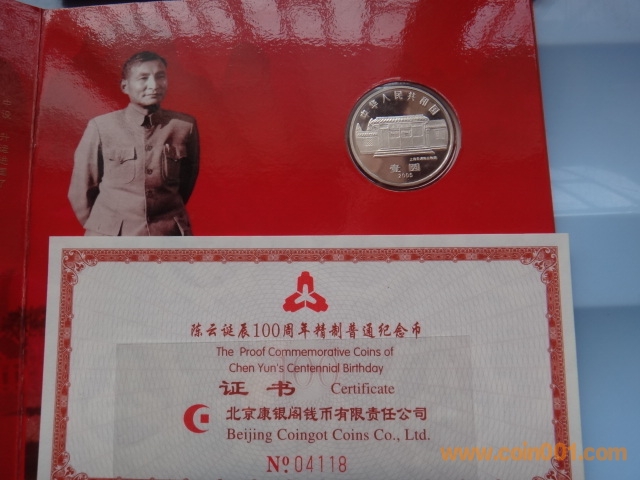 中华人民共和国
壹圆
2005
陈云诞辰100周年精制普通纪念币
The Proof Commemorative Coins of
Chen Yun's Centennial Birthday
证书 Certificate
北京康银阁钱币有限责任公司
Beijing Coingot Coins Co., Ltd.
№04118
www.coin001.com